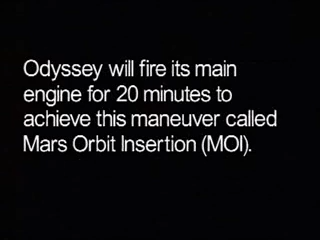 Odyssey will fire its main
engine for 20 minutes to
achieve this maneuver called
Mars Orbit Insertion (MOI).